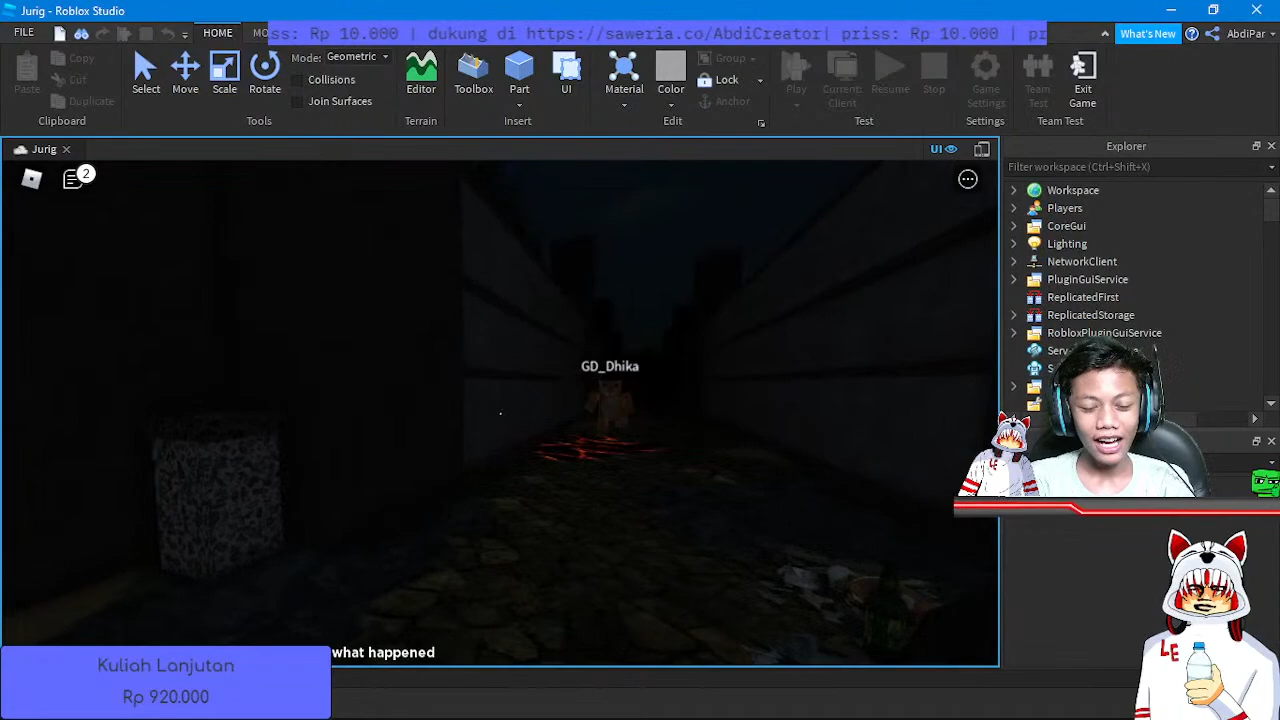 Jurig - Roblox Studio
FILE
HOME
MO
ss: Rp 10.000 | dukung di https://saweria.co/AbdiCreator| priss: Rp 10.000 | pr
What's New
AbdiPar
Paste
Copy
Cut
Duplicate
Clipboard
Select
Move
Scale
Rotate
Mode: Geometric
Collisions
Join Surfaces
Tools
Editor
Terrain
Toolbox
Part
UI
Insert
Material
Color
Group
Lock
Anchor
Edit
Play
Current:
Client
Resume
Stop
Test
Game
Settings
Settings
Team
Test
Exit
Game
Team Test
Jurig
UI
2
Explorer
Filter workspace (Ctrl+Shift+X)
Workspace
Players
CoreGui
Lighting
NetworkClient
PluginGuiService
ReplicatedFirst
ReplicatedStorage
RobloxPluginGuiService
GD_Dhika
what happened
Kuliah Lanjutan
Rp 920.000
LE
LE